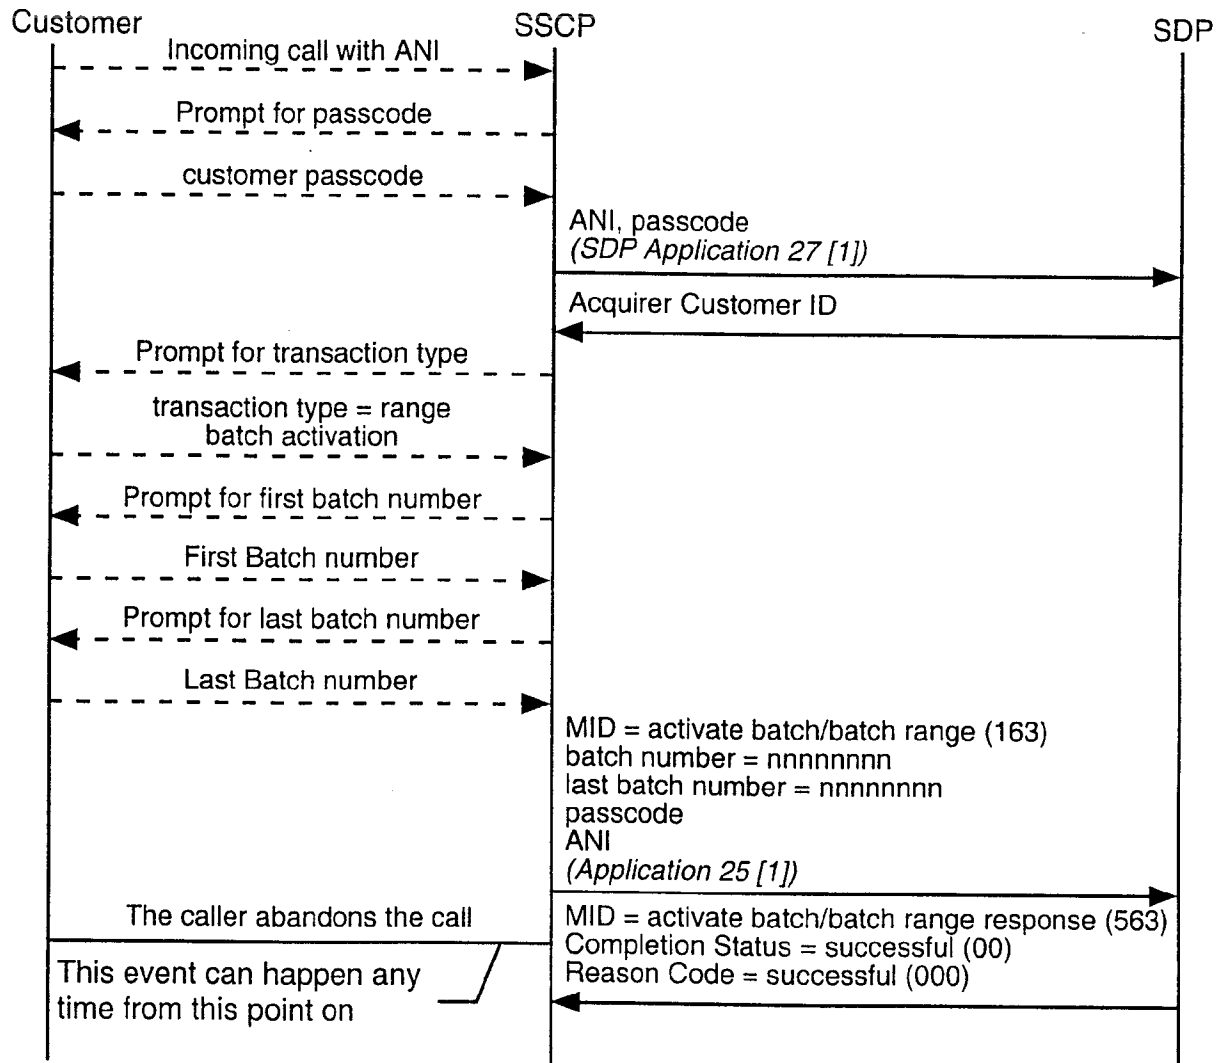 Customer
SSCP
SDP
Incoming call with ANI
Prompt for passcode
customer passcode
ANI, passcode
(SDP Application 27 [1])
Acquirer Customer ID
Prompt for transaction type
transaction type = range
batch activation
Prompt for first batch number
First Batch number
Prompt for last batch number
Last Batch number
MID = activate batch/batch range (163)
batch number = nnnnnnnn
last batch number = nnnnnnnn
passcode
ANI
(Application 25 [1])
The caller abandons the call
This event can happen any
time from this point on
MID = activate batch/batch range response (563)
Completion Status = successful (00)
Reason Code = successful (000)